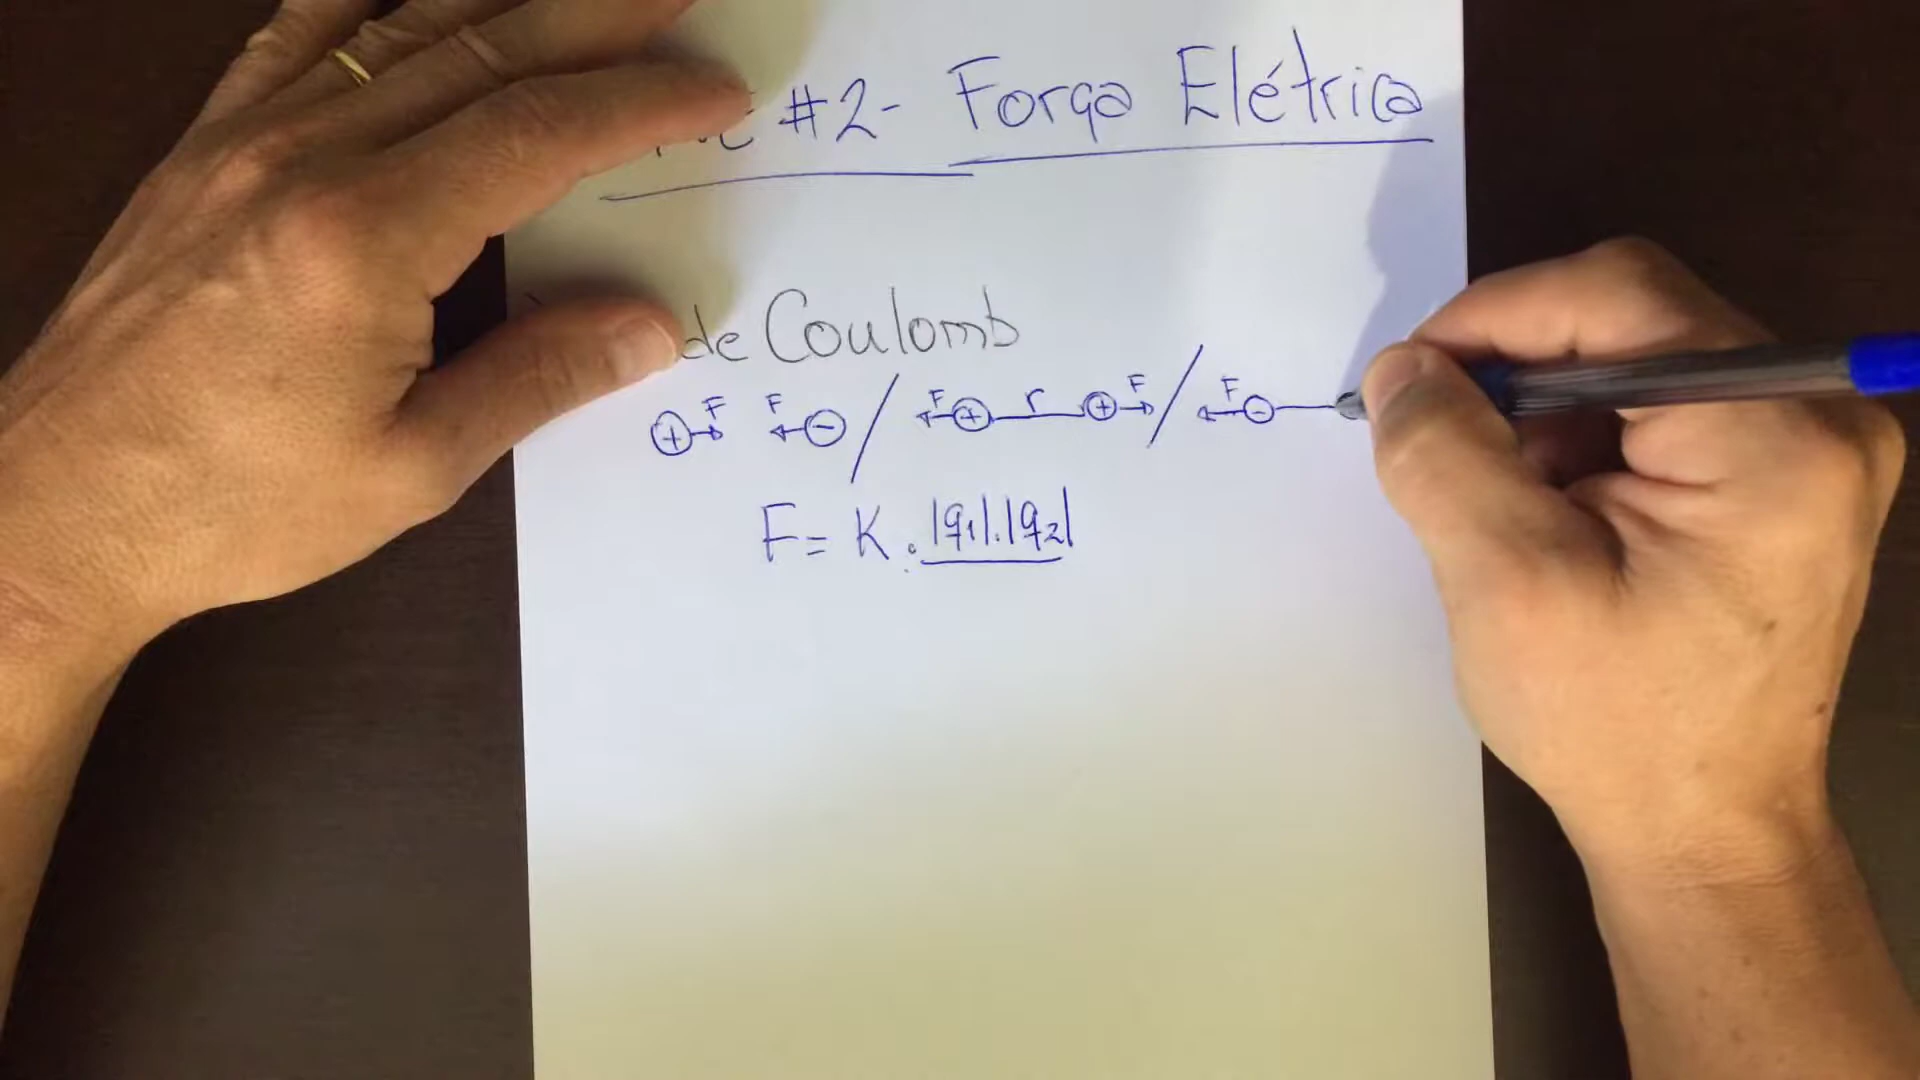 #2- Força Elétrica
de Coulomb
⊕→ F F ←⊖ / F ←⊕ r ⊕→ F / F ←⊖
F= K . |q1|.|q2|